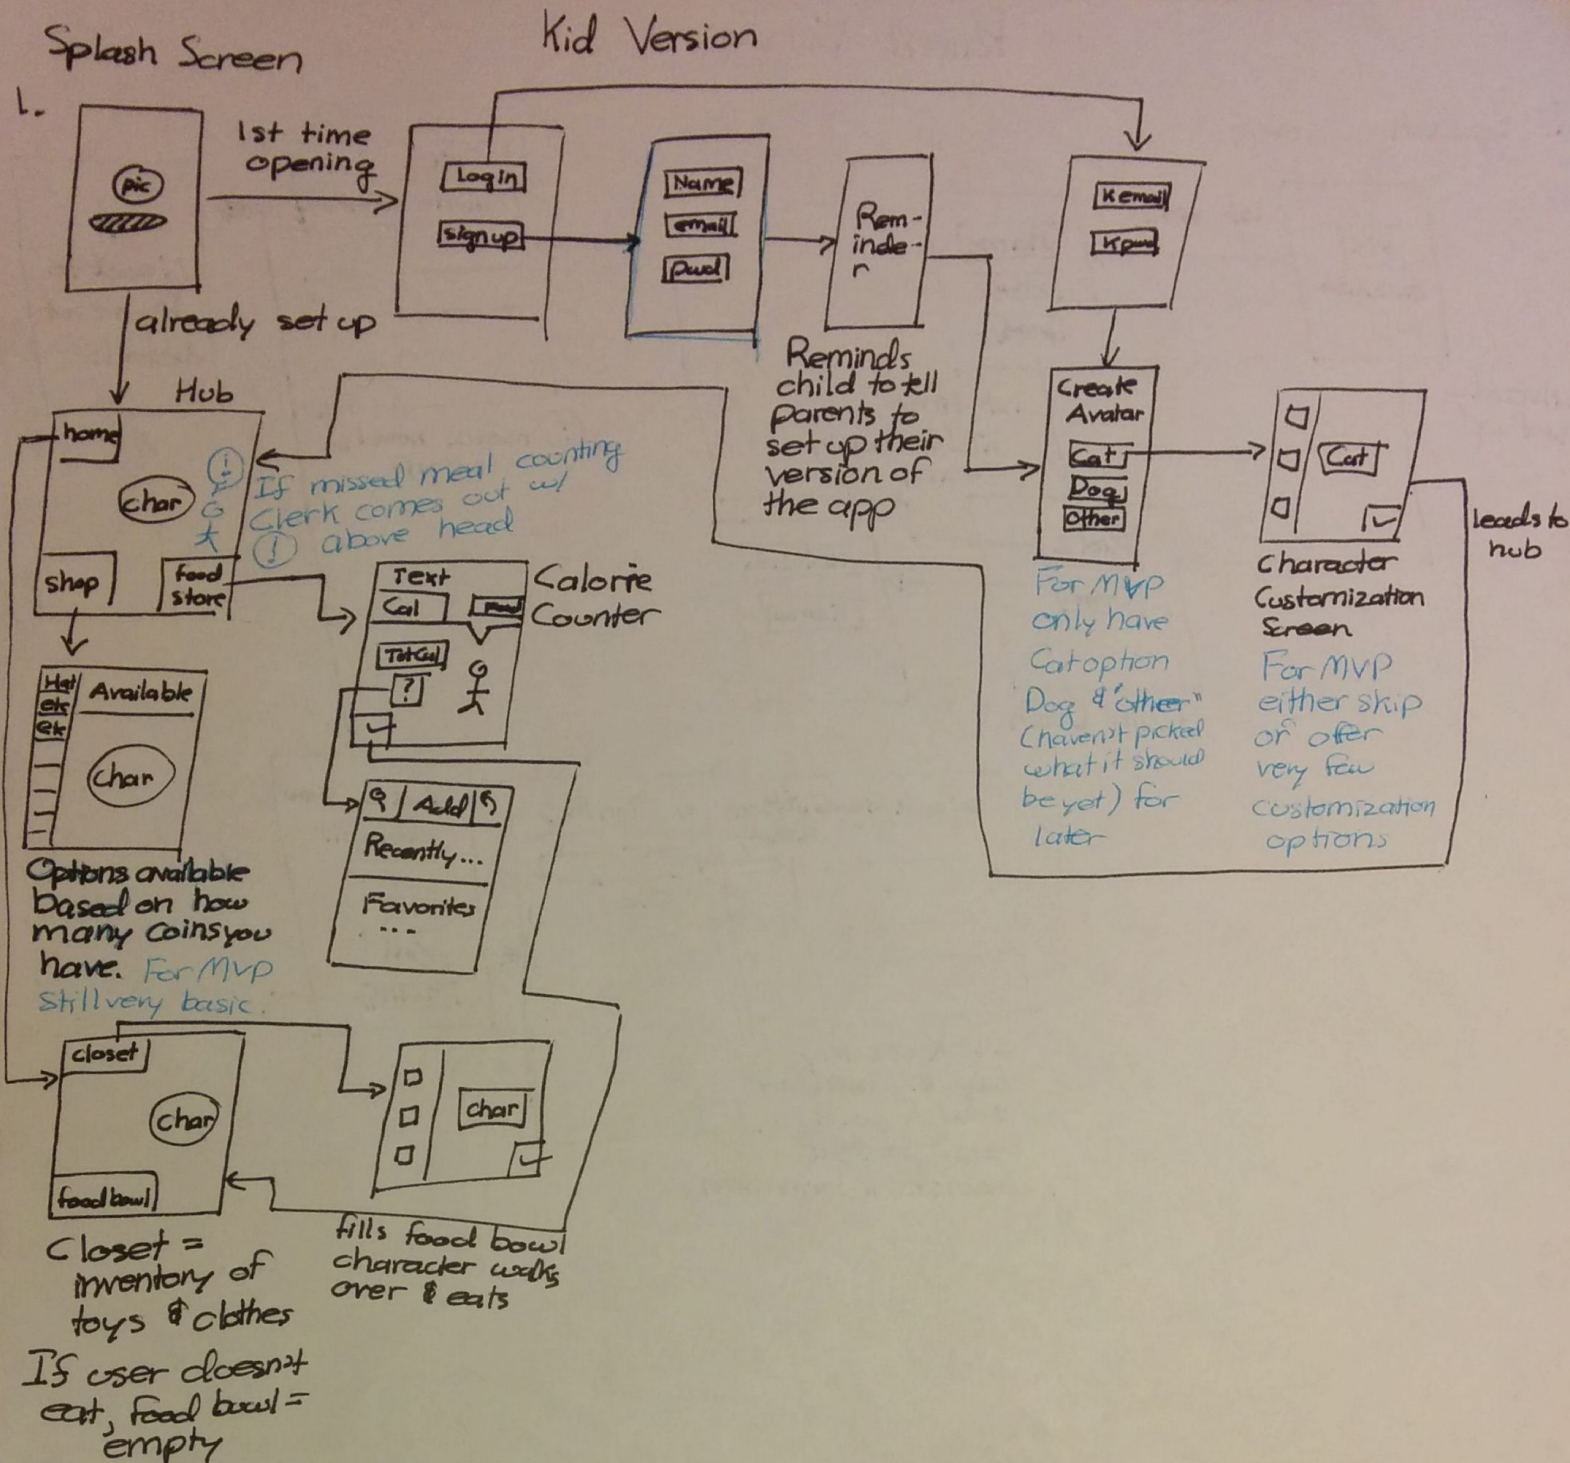 Splash Screen
Kid Version
1.
pic
1st time
opening
already set up
Login
sign up
Name
email
pwd
Rem-
inde-
r
Reminds
child to tell
parents to
set up their
version of
the app
K email
K pwd
Create
Avatar
Cat
Dog
Other
For MVP
only have
Cat option
Dog & "other"
(haven't picked
what it should
be yet) for
later
Cat
Character
Customization
Screen
For MVP
either skip
or offer
very few
customization
options
leads to
hub
Hub
home
char
shop
food
store
!
If missed meal counting
Clerk comes out w/
! above head
Text
Cal
Tot Cal
?
Calorie
Counter
Add
Recently...
Favorites
...
Hat
etc
etc
Available
char
Options available
based on how
many coins you
have. For MVP
Still very basic.
closet
char
food bowl
Closet =
inventory of
toys & clothes
If user doesn't
eat, food bowl =
empty
char
fills food bowl
character walks
over & eats